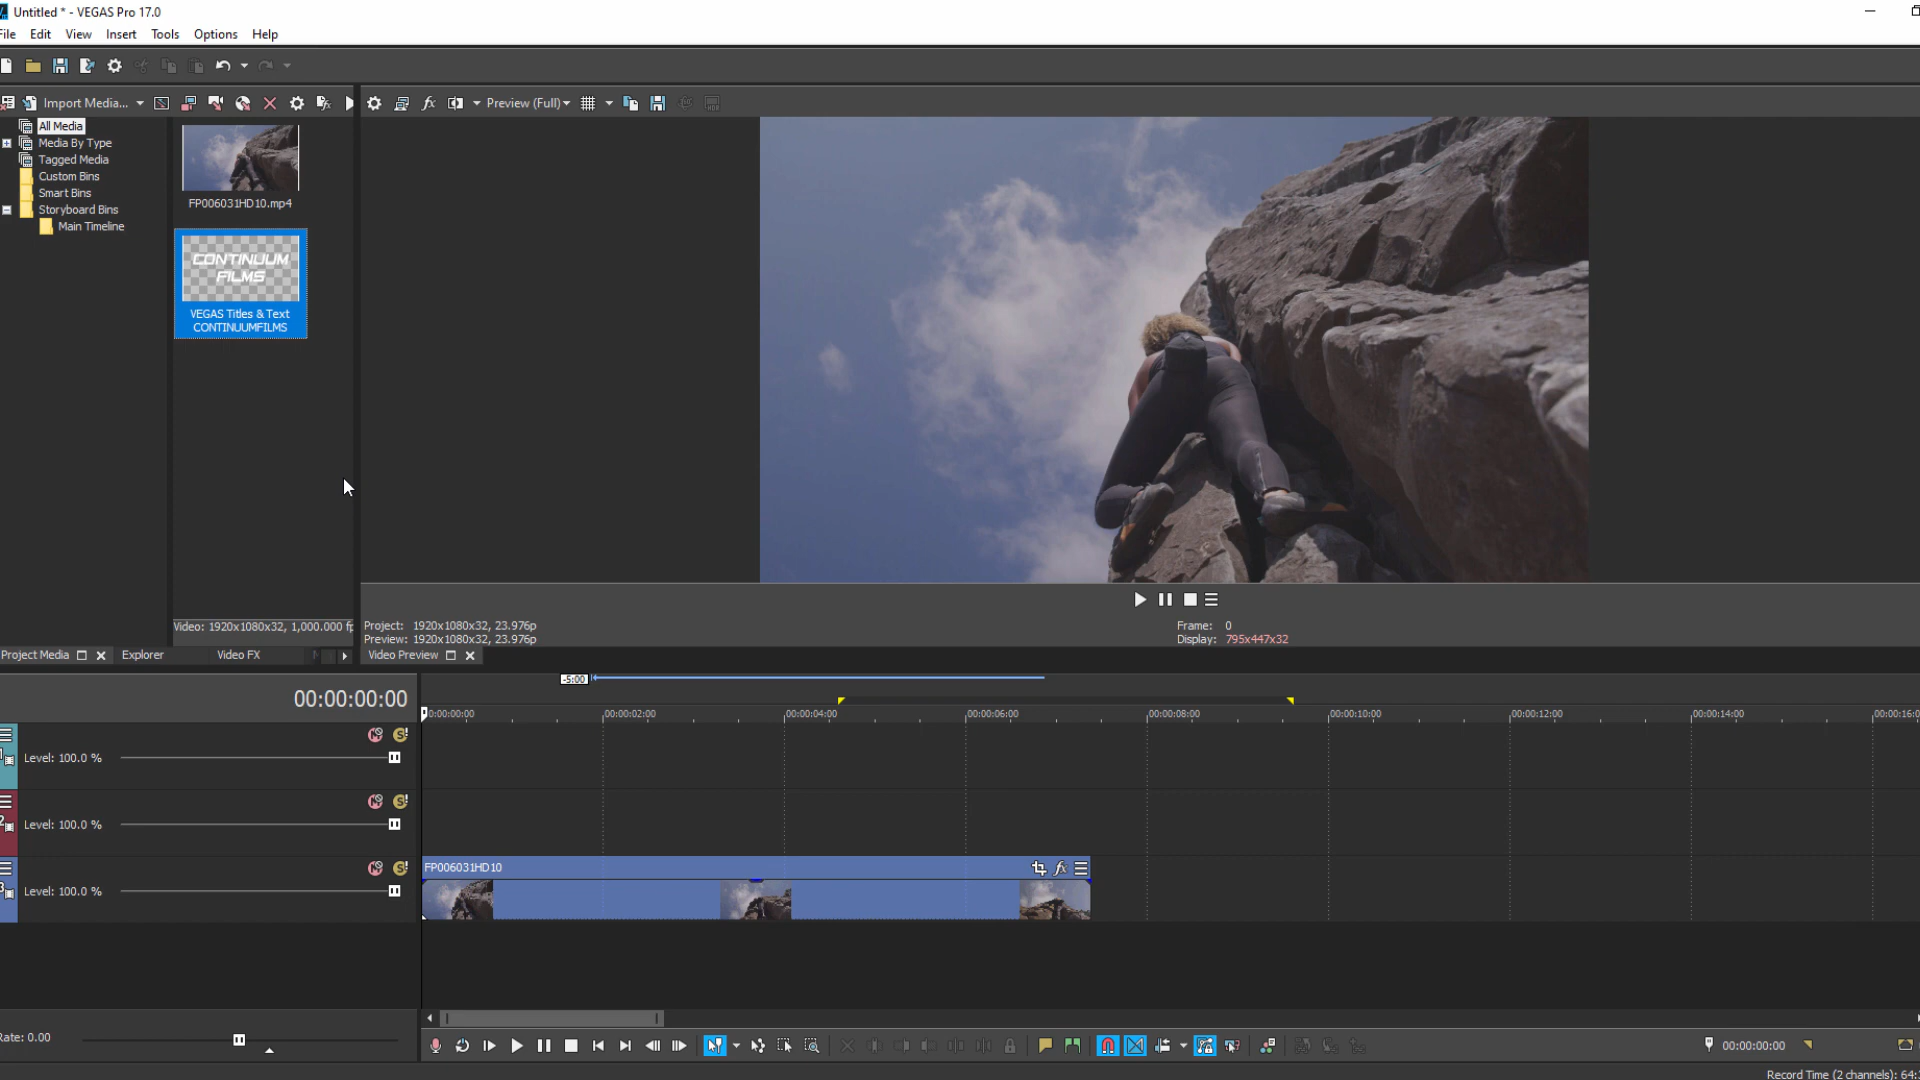 Untitled * - VEGAS Pro 17.0
File Edit View Insert Tools Options Help
Import Media...
Preview (Full)
All Media
Media By Type
Tagged Media
Custom Bins
Smart Bins
Storyboard Bins
Main Timeline
FP006031HD10.mp4
CONTINUUM
FILMS
VEGAS Titles & Text
CONTINUUMFILMS
Video: 1920x1080x32, 1,000.000 fp
Project: 1920x1080x32, 23.976p
Preview: 1920x1080x32, 23.976p
Frame: 0
Display: 795x447x32
Project Media
Explorer
Video FX
Video Preview
-5:00
00:00:00:00
0:00:00:00 00:00:02:00 00:00:04:00 00:00:06:00 00:00:08:00 00:00:10:00 00:00:12:00 00:00:14:00 00:00:16:0
Level: 100.0 %
2
Level: 100.0 %
FP006031HD10
3
Level: 100.0 %
Rate: 0.00
00:00:00:00
Record Time (2 channels): 64: